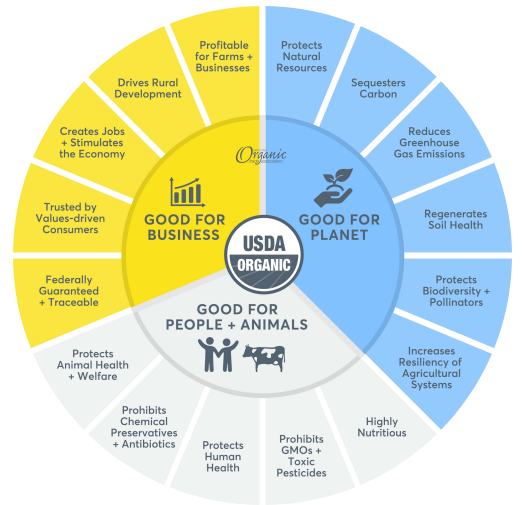 Profitable
for Farms +
Businesses
Protects
Natural
Resources
Sequesters
Carbon
Reduces
Greenhouse
Gas Emissions
Regenerates
Soil Health
Protects
Biodiversity +
Pollinators
Increases
Resiliency of
Agricultural
Systems
Highly
Nutritious
Prohibits
GMOs +
Toxic
Pesticides
Protects
Human
Health
Prohibits
Chemical
Preservatives
+ Antibiotics
Protects
Animal Health
+ Welfare
Federally
Guaranteed
+ Traceable
Trusted by
Values-driven
Consumers
Creates Jobs
+ Stimulates
the Economy
Drives Rural
Development
Organic
GOOD FOR
BUSINESS
GOOD FOR
PLANET
USDA
ORGANIC
GOOD FOR
PEOPLE + ANIMALS